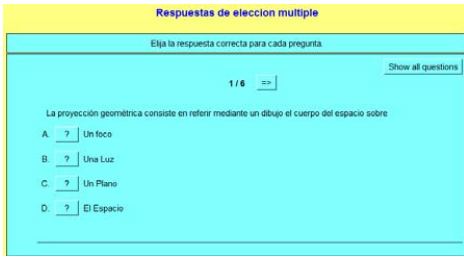 Respuestas de eleccion multiple
Elija la respuesta correcta para cada pregunta.
Show all questions
1 / 6 =>
La proyección geométrica consiste en referir mediante un dibujo el cuerpo del espacio sobre
A. ? Un foco
B. ? Una Luz
C. ? Un Plano
D. ? El Espacio